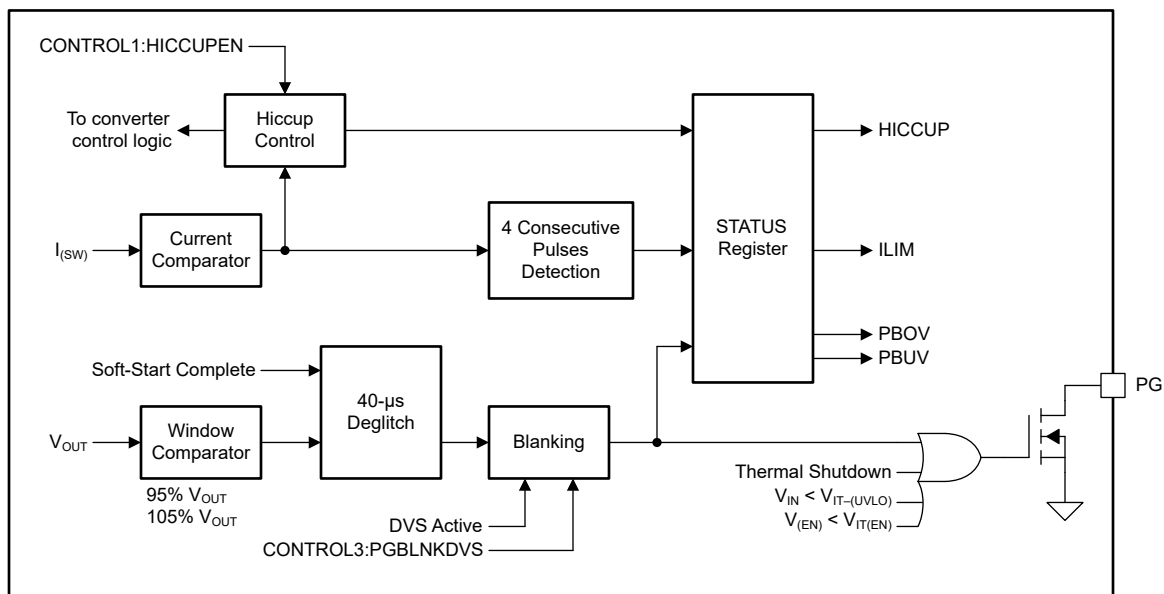 CONTROL1:HICCUPEN
To converter
control logic
Hiccup
Control
HICCUP
I(SW)
Current
Comparator
4 Consecutive
Pulses
Detection
STATUS
Register
ILIM
PBOV
PBUV
Soft-Start Complete
40-µs
Deglitch
PG
VOUT
Window
Comparator
Blanking
95% VOUT
105% VOUT
Thermal Shutdown
VIN < VIT–(UVLO)
V(EN) < VIT(EN)
DVS Active
CONTROL3:PGBLNKDVS